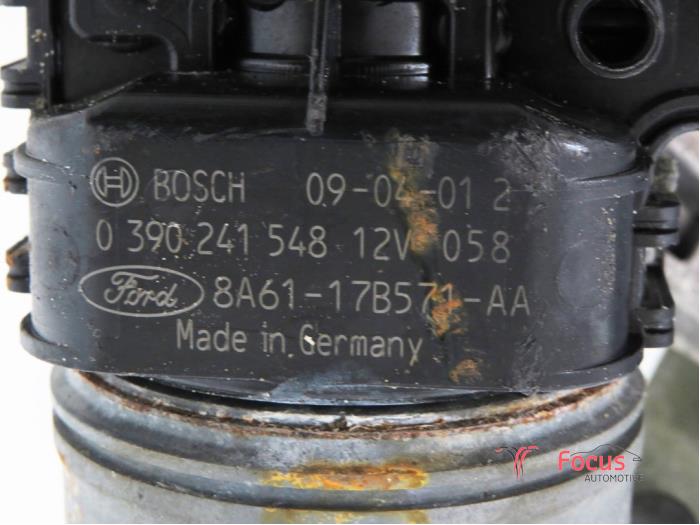 BOSCH 09-04-01 2
0 390 241 548 12V 058
Ford 8A61-17B571-AA
Made in Germany
Focus
AUTOMOTIVE